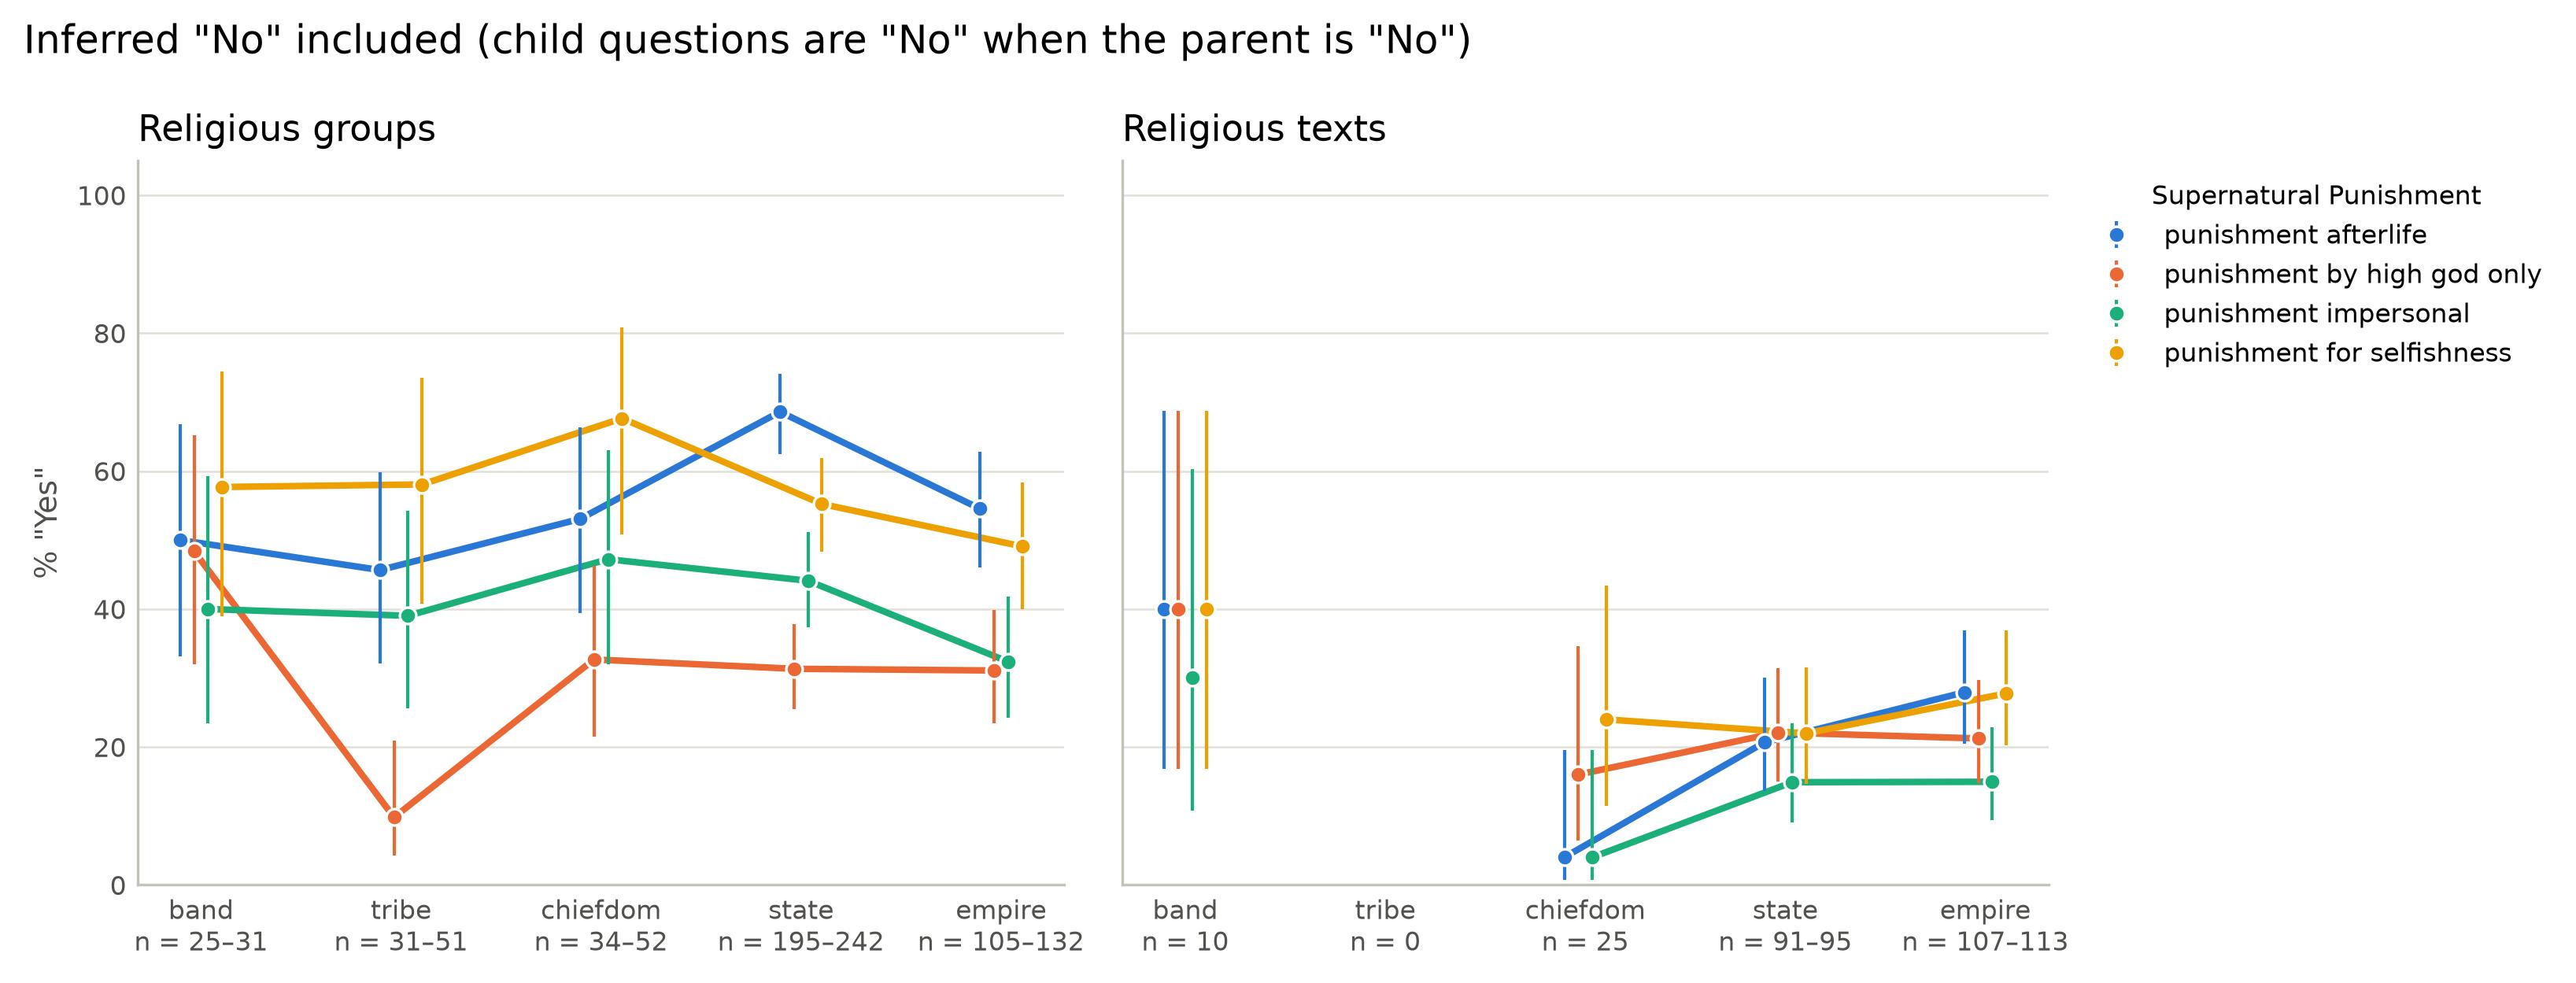 Inferred "No" included (child questions are "No" when the parent is "No")
Religious groups
Religious texts
% "Yes"
100
80
60
40
20
0
band
n = 25–31
tribe
n = 31–51
chiefdom
n = 34–52
state
n = 195–242
empire
n = 105–132
band
n = 10
tribe
n = 0
chiefdom
n = 25
state
n = 91–95
empire
n = 107–113
Supernatural Punishment
punishment afterlife
punishment by high god only
punishment impersonal
punishment for selfishness